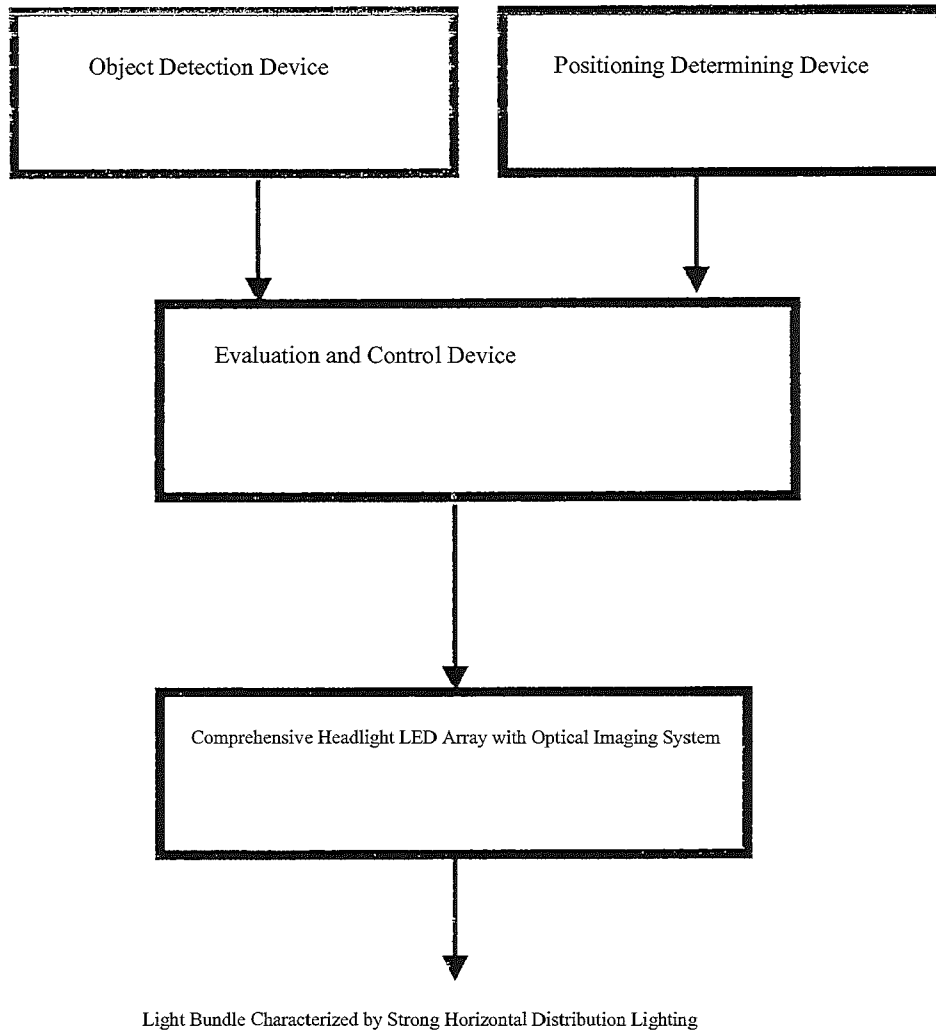 Object Detection Device
Positioning Determining Device
Evaluation and Control Device
Comprehensive Headlight LED Array with Optical Imaging System
Light Bundle Characterized by Strong Horizontal Distribution Lighting